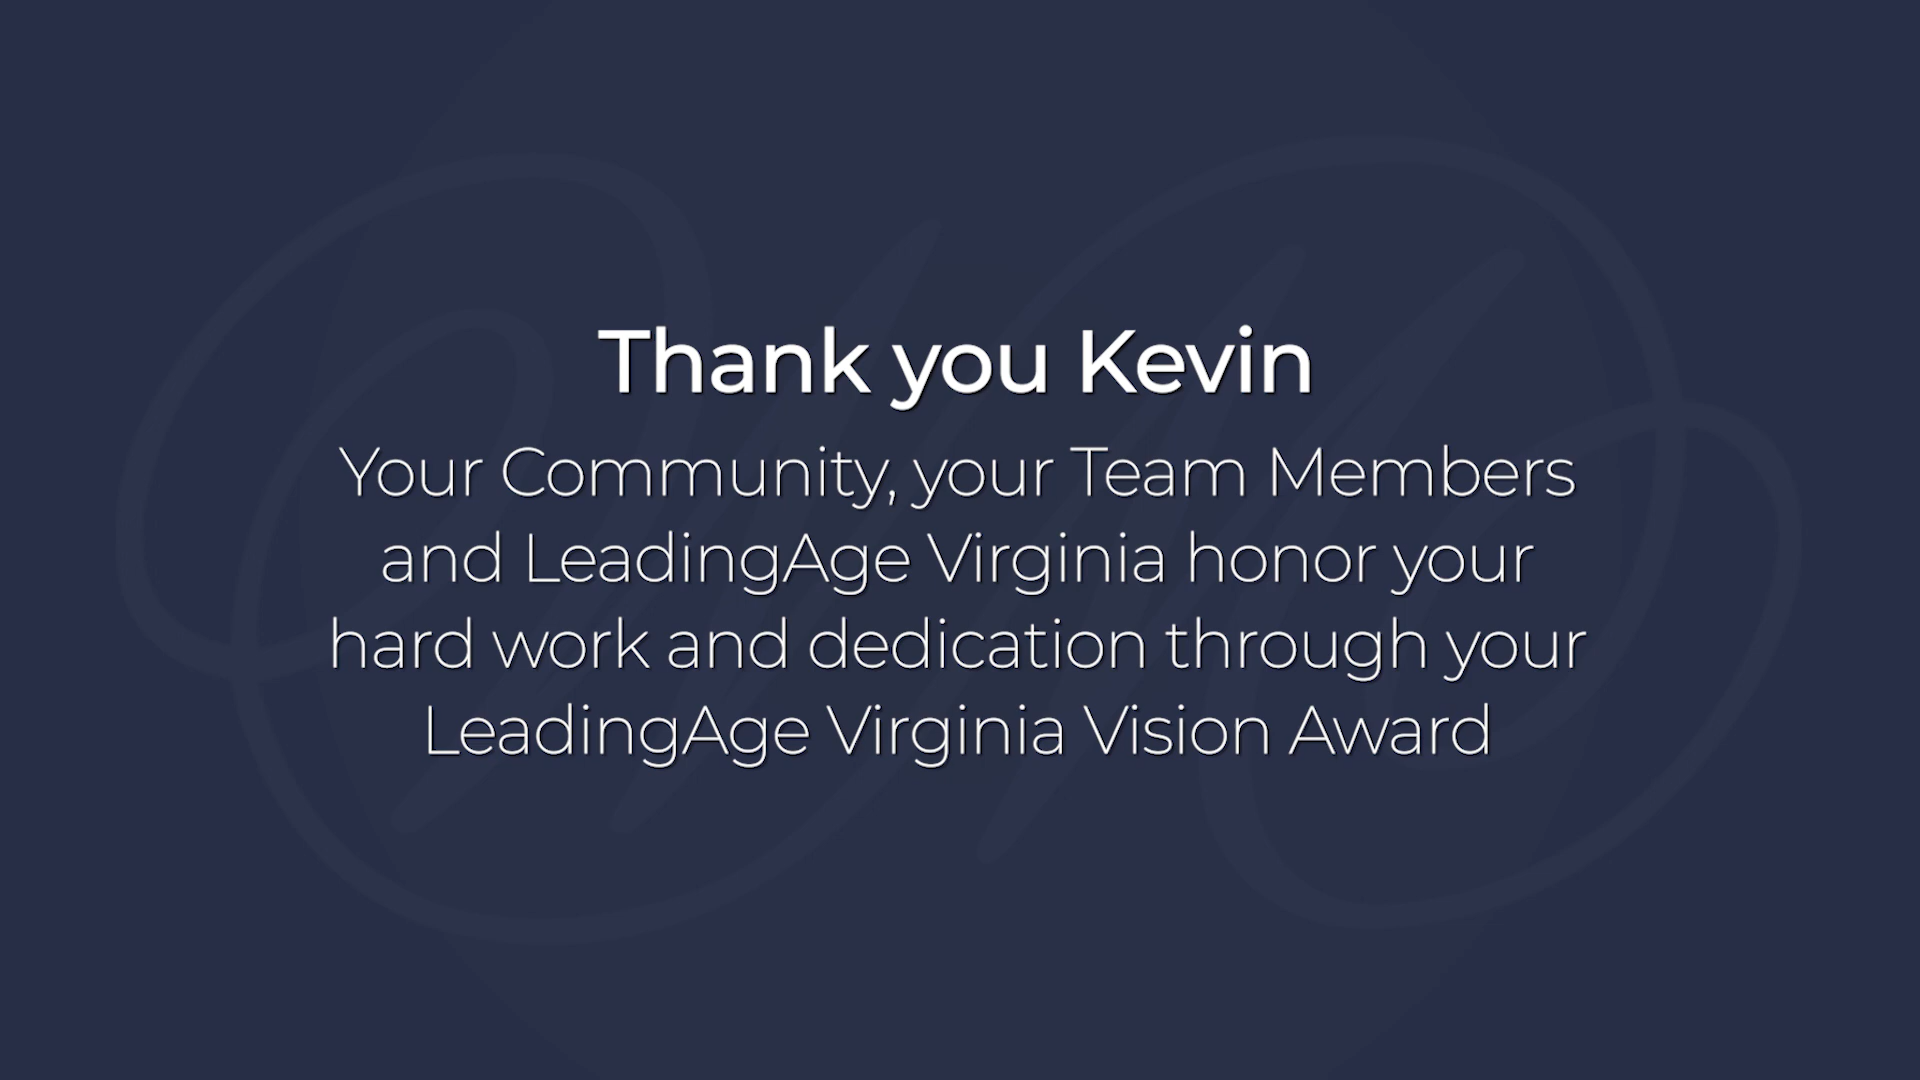 Thank you Kevin
Your Community, your Team Members
and LeadingAge Virginia honor your
hard work and dedication through your
LeadingAge Virginia Vision Award